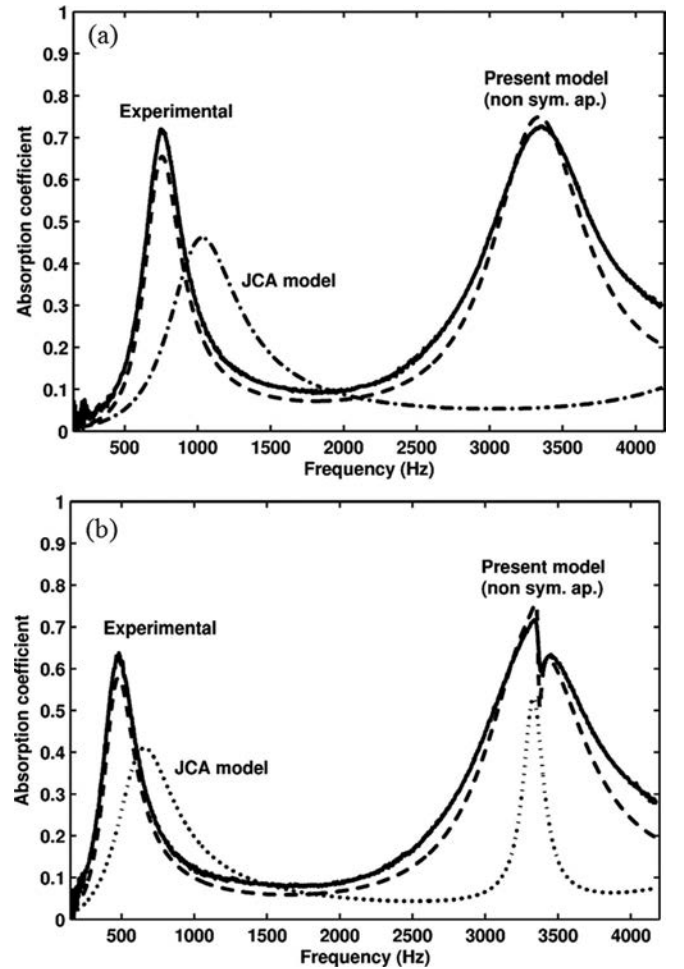 (a)
1
0.9
0.8
0.7
0.6
0.5
0.4
0.3
0.2
0.1
0
Absorption coefficient
Experimental
Present model
(non sym. ap.)
JCA model
500 1000 1500 2000 2500 3000 3500 4000
Frequency (Hz)
(b)
1
0.9
0.8
0.7
0.6
0.5
0.4
0.3
0.2
0.1
0
Absorption coefficient
Experimental
Present model
(non sym. ap.)
JCA model
500 1000 1500 2000 2500 3000 3500 4000
Frequency (Hz)